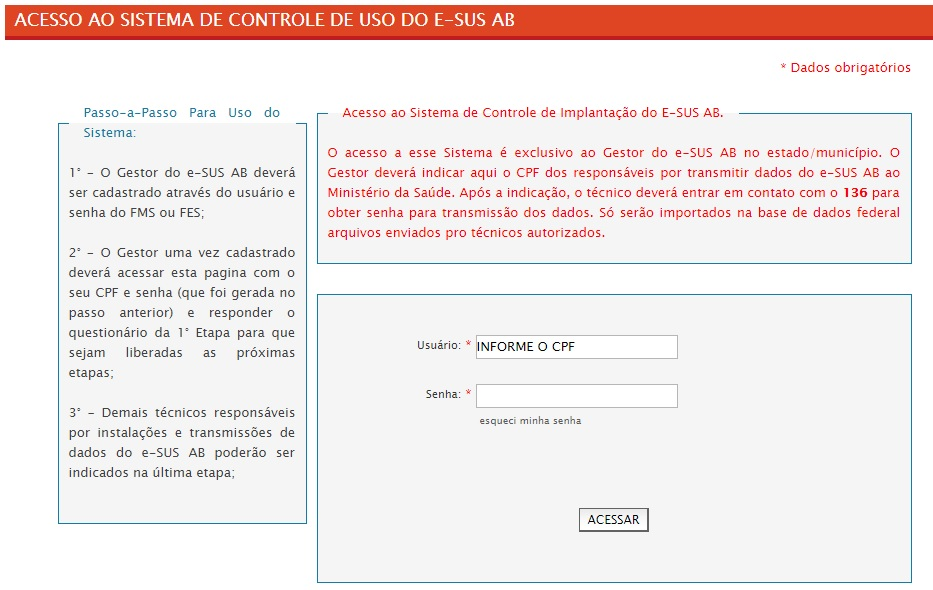 ACESSO AO SISTEMA DE CONTROLE DE USO DO E-SUS AB
* Dados obrigatórios
Passo-a-Passo Para Uso do
Sistema:
1° - O Gestor do e-SUS AB deverá
ser cadastrado através do usuário e
senha do FMS ou FES;
2° - O Gestor uma vez cadastrado
deverá acessar esta pagina com o
seu CPF e senha (que foi gerada no
passo anterior) e responder o
questionário da 1° Etapa para que
sejam liberadas as próximas
etapas;
3° - Demais técnicos responsáveis
por instalações e transmissões de
dados do e-SUS AB poderão ser
indicados na última etapa;
Acesso ao Sistema de Controle de Implantação do E-SUS AB.
O acesso a esse Sistema é exclusivo ao Gestor do e-SUS AB no estado/município. O
Gestor deverá indicar aqui o CPF dos responsáveis por transmitir dados do e-SUS AB ao
Ministério da Saúde. Após a indicação, o técnico deverá entrar em contato com o 136 para
obter senha para transmissão dos dados. Só serão importados na base de dados federal
arquivos enviados pro técnicos autorizados.
Usuário: * INFORME O CPF
Senha: *
esqueci minha senha
ACESSAR